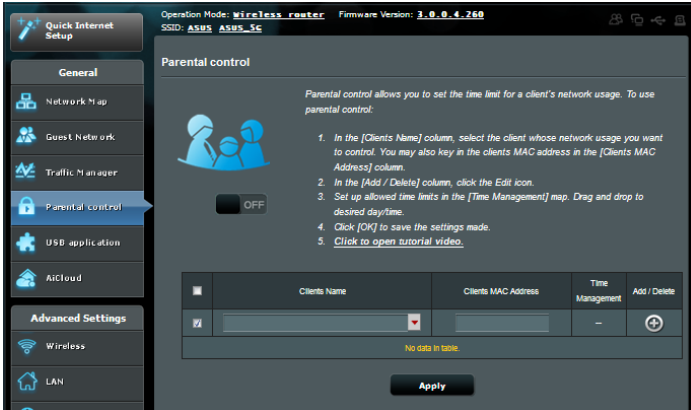 Quick Internet
Setup
Operation Mode: Wireless router Firmware Version: 3.0.0.4.260
SSID: ASUS ASUS_5G
General
Network Map
Guest Network
Traffic Manager
Parental control
USB application
AiCloud
Advanced Settings
Wireless
LAN
Parental control
Parental control allows you to set the time limit for a client's network usage. To use
parental control:
1. In the [Clients Name] column, select the client whose network usage you want
to control. You may also key in the clients MAC address in the [Clients MAC
Address] column.
2. In the [Add / Delete] column, click the Edit icon.
3. Set up allowed time limits in the [Time Management] map. Drag and drop to
desired day/time.
4. Click [OK] to save the settings made.
5. Click to open tutorial video.
OFF
Clients Name Clients MAC Address Time Management Add / Delete
--
No data in table.
Apply